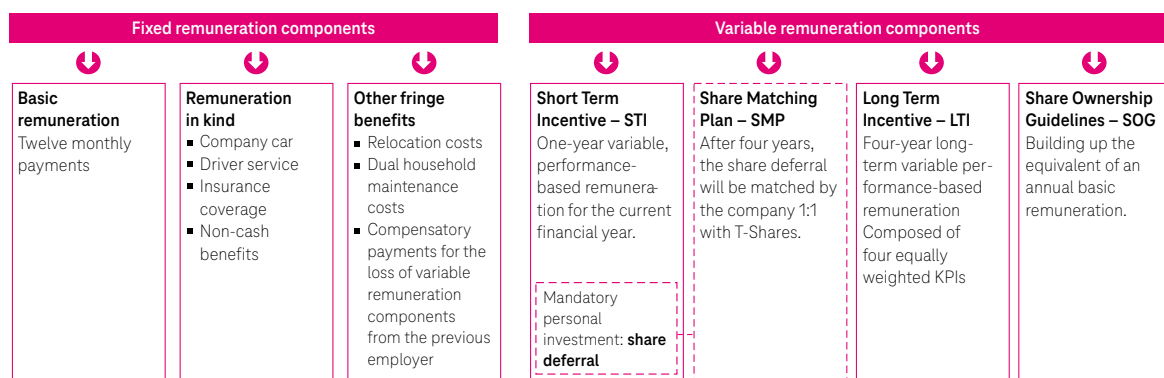 Fixed remuneration components
Basic
remuneration
Twelve monthly
payments
Remuneration
in kind
▪ Company car
▪ Driver service
▪ Insurance
coverage
▪ Non-cash
benefits
Other fringe
benefits
▪ Relocation costs
▪ Dual household
maintenance
costs
▪ Compensatory
payments for the
loss of variable
remuneration
components
from the previous
employer
Variable remuneration components
Short Term
Incentive – STI
One-year variable,
performance-
based remunera-
tion for the current
financial year.
Mandatory
personal
investment: share
deferral
Share Matching
Plan – SMP
After four years,
the share deferral
will be matched by
the company 1:1
with T-Shares.
Long Term
Incentive – LTI
Four-year long-
term variable per-
formance-based
remuneration
Composed of
four equally
weighted KPIs
Share Ownership
Guidelines – SOG
Building up the
equivalent of an
annual basic
remuneration.